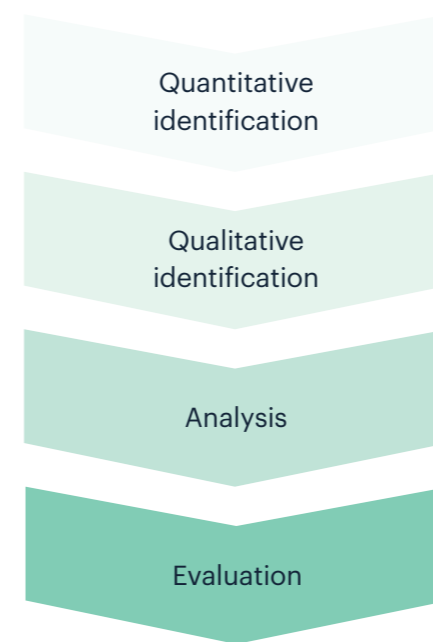 Quantitative
identification
Qualitative
identification
Analysis
Evaluation